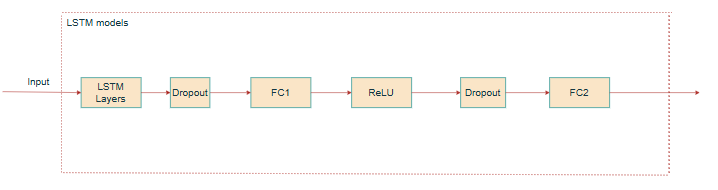 LSTM models
Input
LSTM
Layers
Dropout
FC1
ReLU
Dropout
FC2